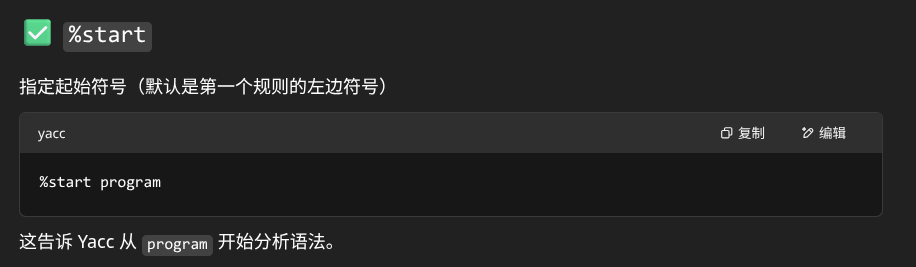 ✅ %start
指定起始符号（默认是第一个规则的左边符号）
yacc 复制 编辑
%start program
这告诉 Yacc 从 program 开始分析语法。